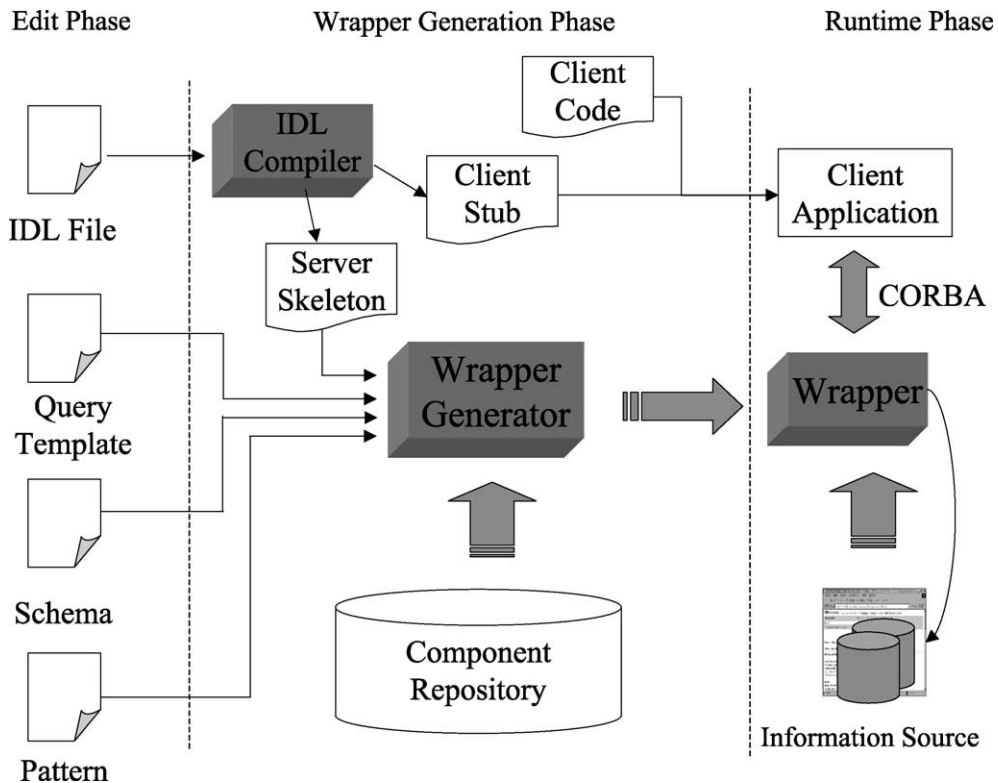 Edit Phase
Wrapper Generation Phase
Runtime Phase
Client
Code
IDL
Compiler
Client
Stub
Client
Application
IDL File
Server
Skeleton
CORBA
Wrapper
Generator
Wrapper
Query
Template
Schema
Component
Repository
Information Source
Pattern